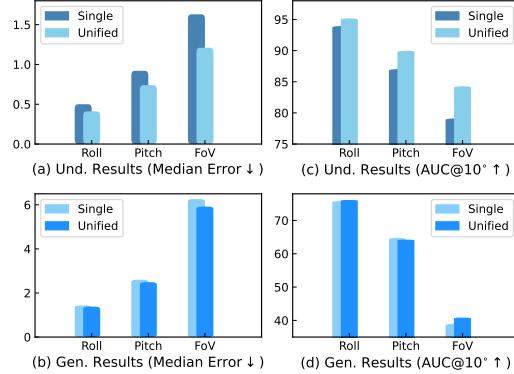 1.5
1.0
0.5
0.0
Single
Unified
Roll Pitch FoV
(a) Und. Results (Median Error ↓)
95
90
85
80
75
Single
Unified
Roll Pitch FoV
(c) Und. Results (AUC@10° ↑)
6
4
2
0
Single
Unified
Roll Pitch FoV
(b) Gen. Results (Median Error ↓)
70
60
50
40
Single
Unified
Roll Pitch FoV
(d) Gen. Results (AUC@10° ↑)